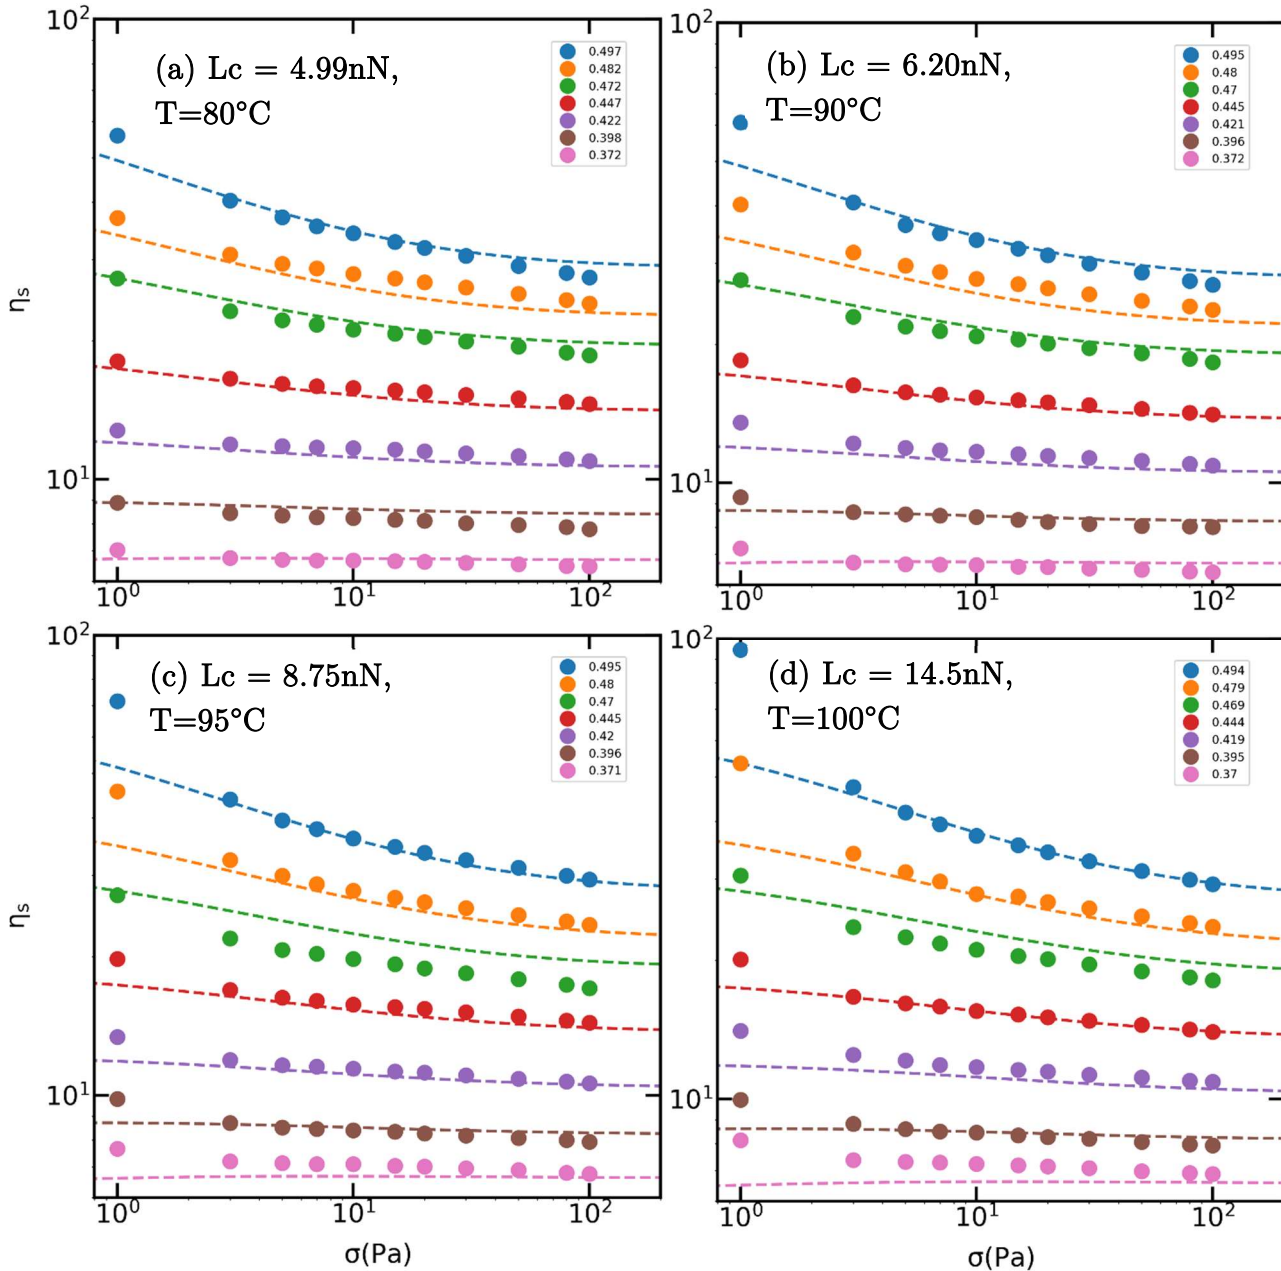 10²
(a) Lc = 4.99nN,
T=80°C
0.497
0.482
0.472
0.447
0.422
0.398
0.372
ηs
10¹
10⁰ 10¹ 10²
10²
(b) Lc = 6.20nN,
T=90°C
0.495
0.48
0.47
0.445
0.421
0.396
0.372
10¹
10⁰ 10¹ 10²
10²
(c) Lc = 8.75nN,
T=95°C
0.495
0.48
0.47
0.445
0.42
0.396
0.371
ηs
10¹
10⁰ 10¹ 10²
σ(Pa)
10²
(d) Lc = 14.5nN,
T=100°C
0.494
0.479
0.469
0.444
0.419
0.395
0.37
10¹
10⁰ 10¹ 10²
σ(Pa)